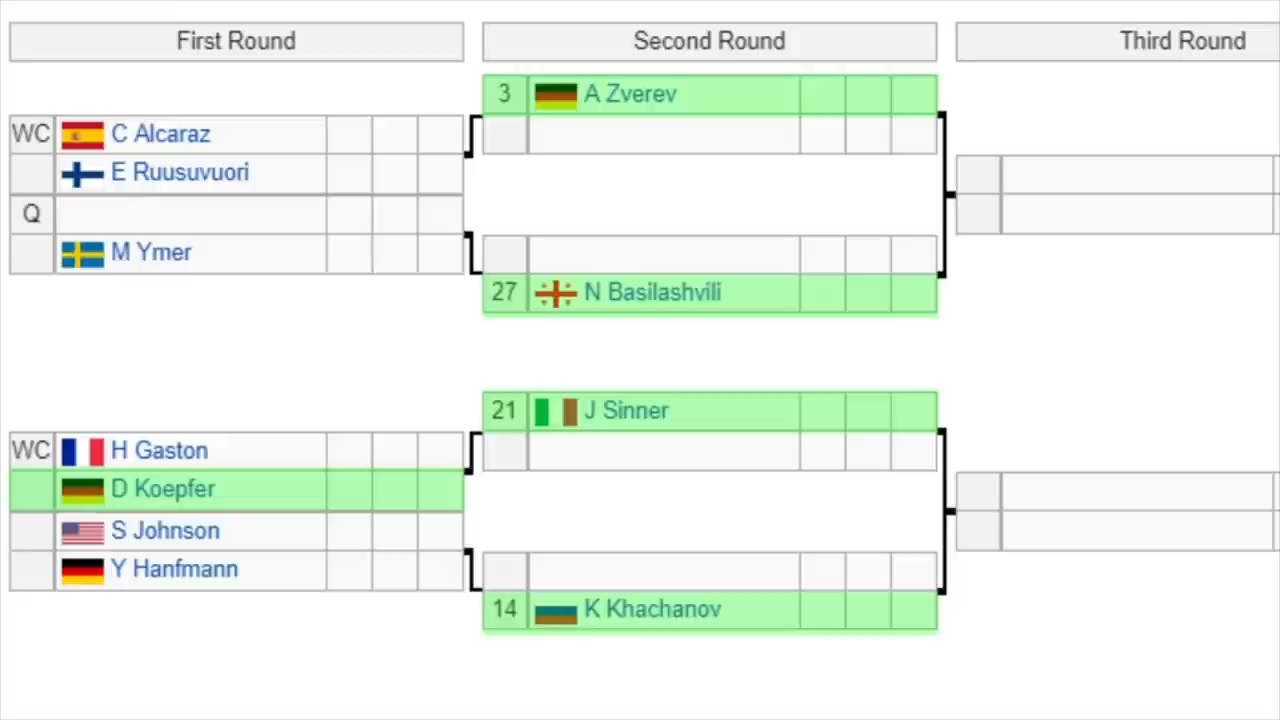 First Round
Second Round
Third Round
3 A Zverev
WC C Alcaraz
E Ruusuvuori
Q
M Ymer
27 N Basilashvili
21 J Sinner
WC H Gaston
D Koepfer
S Johnson
Y Hanfmann
14 K Khachanov